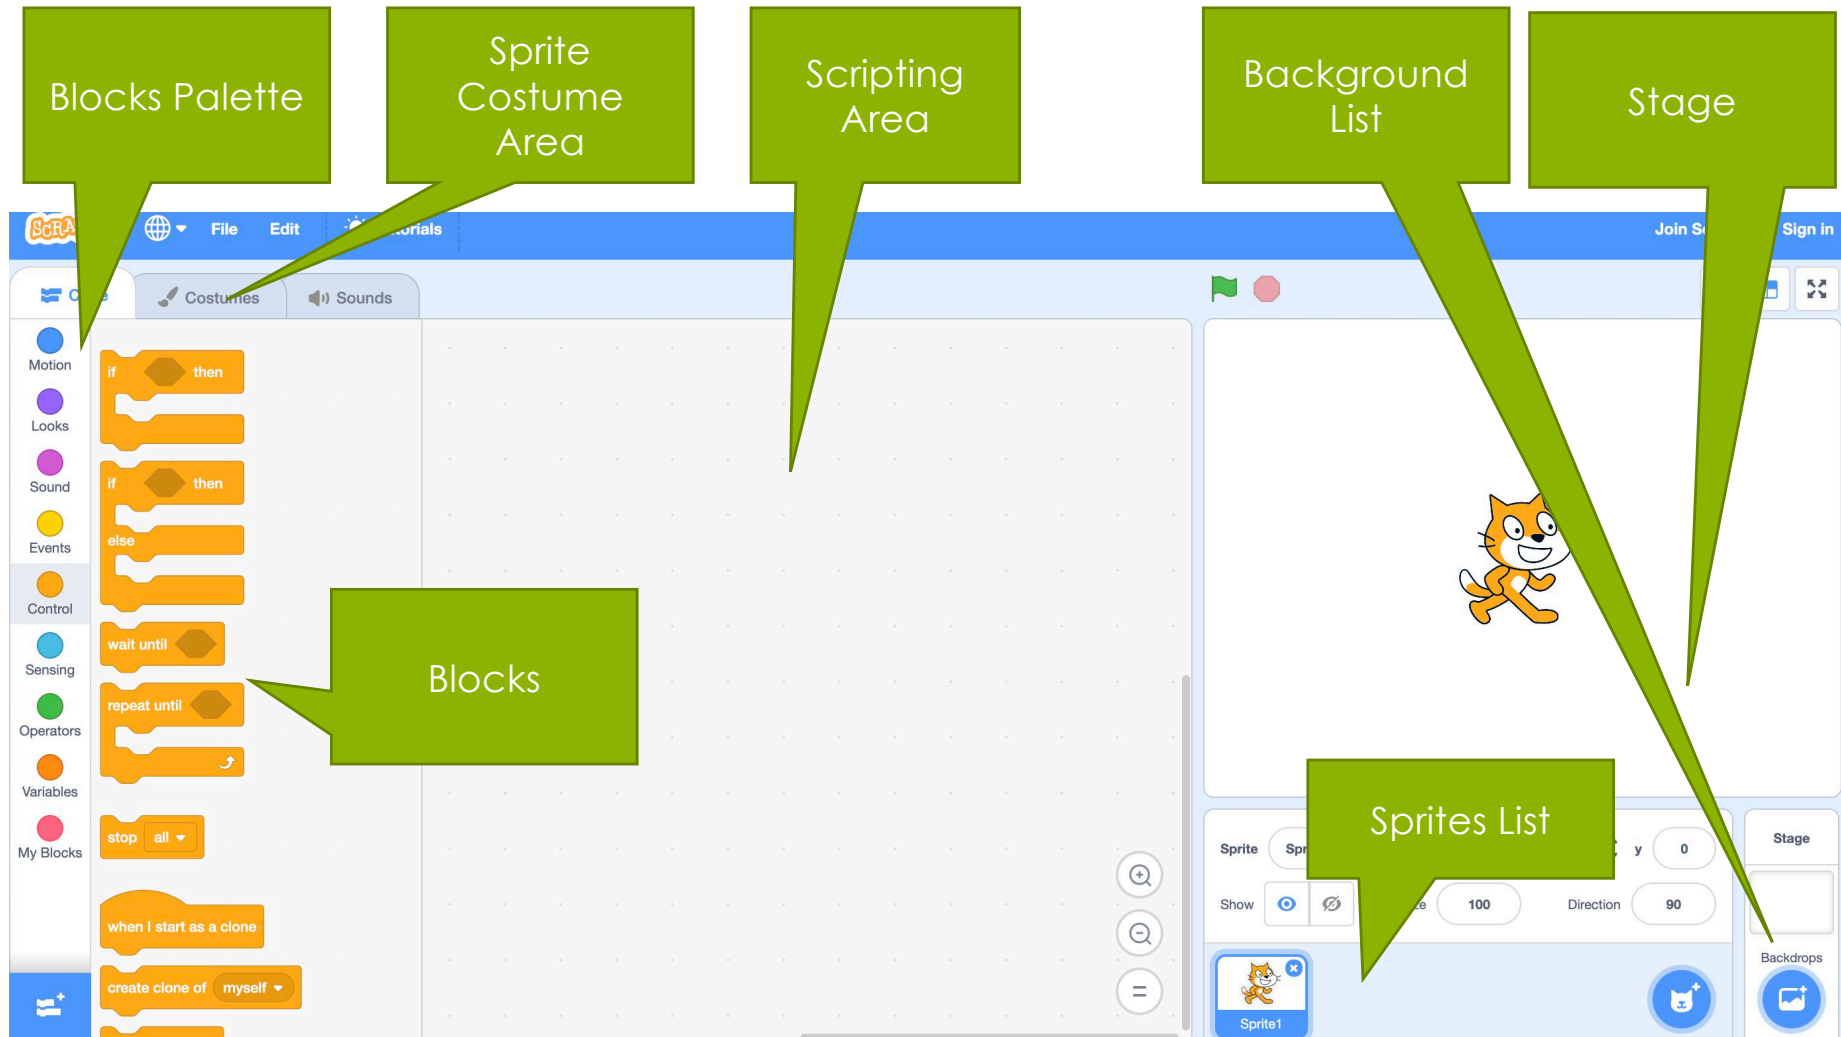 Blocks Palette
Sprite
Costume
Area
Scripting
Area
Background
List
Stage
File
Edit
Sign in
Costumes
Sounds
Motion
Looks
Sound
Events
Control
Sensing
Operators
Variables
My Blocks
if then
if then
else
wait until
repeat until
stop all
when I start as a clone
create clone of myself
Blocks
Sprites List
Sprite
y 0
Show
100
Direction 90
Sprite1
Stage
Backdrops